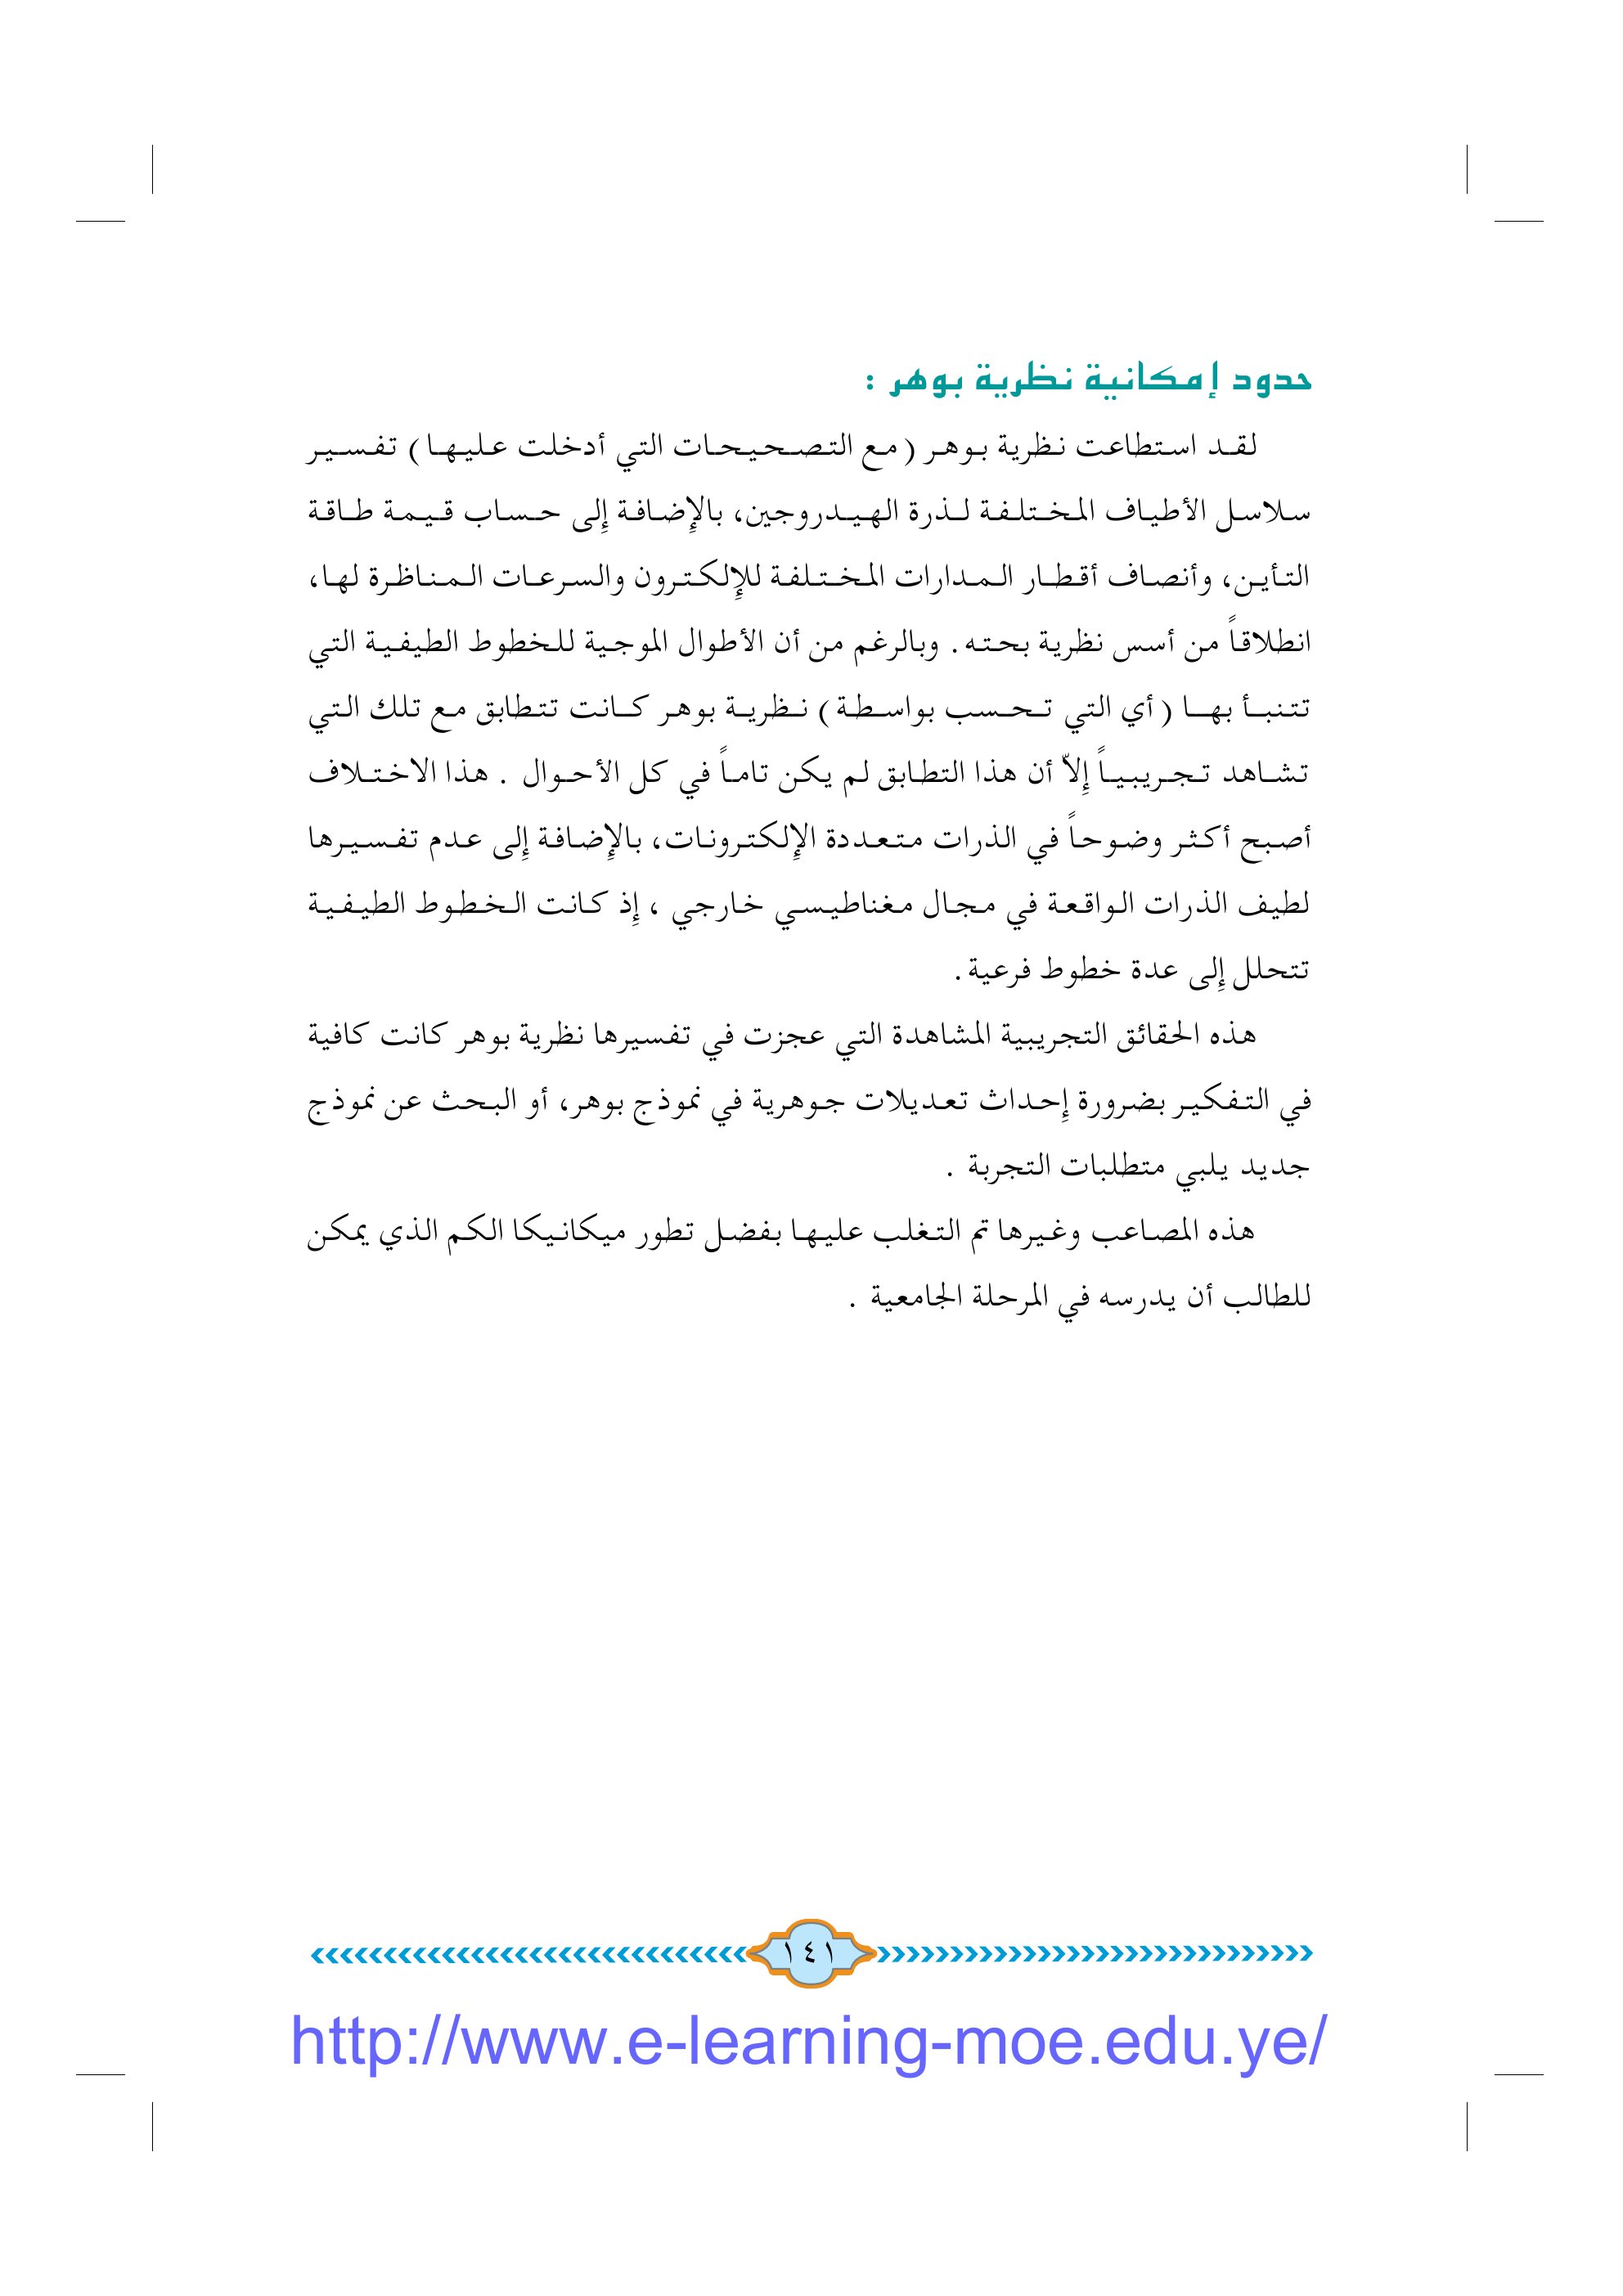 حدود إمكانية نظرية بوهر :
لقد استطاعت نظرية بوهر ( مع التصحيحات التي أدخلت عليها ) تفسير
سلاسل الأطياف المختلفة لذرة الهيدروجين، بالإضافة إلى حساب قيمة طاقة
التأين، وأنصاف أقطار المدارات المختلفة للإلكترون والسرعات المناظرة لها،
انطلاقاً من أسس نظرية بحته . وبالرغم من أن الأطوال الموجية للخطوط الطيفية التي
تتنبأ بها ( أي التي تحسب بواسطة ) نظرية بوهر كانت تتطابق مع تلك التي
تشاهد تجريبياً إلاّ أن هذا التطابق لم يكن تاماً في كل الأحوال . هذا الاختلاف
أصبح أكثر وضوحاً في الذرات متعددة الإلكترونات، بالإضافة إلى عدم تفسيرها
لطيف الذرات الواقعة في مجال مغناطيسي خارجي ، إذ كانت الخطوط الطيفية
تتحلل إلى عدة خطوط فرعية .
هذه الحقائق التجريبية المشاهدة التي عجزت في تفسيرها نظرية بوهر كانت كافية
في التفكير بضرورة إحداث تعديلات جوهرية في نموذج بوهر، أو البحث عن نموذج
جديد يلبي متطلبات التجربة .
هذه المصاعب وغيرها تم التغلب عليها بفضل تطور ميكانيكا الكم الذي يمكن
للطالب أن يدرسه في المرحلة الجامعية .
١٤١
http://www.e-learning-moe.edu.ye/